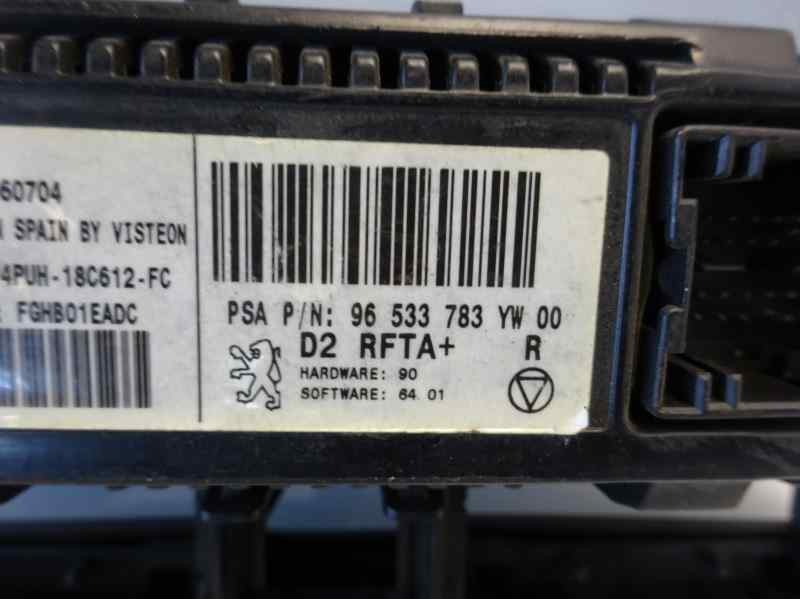 60704
SPAIN BY VISTEON
4PUH-18C612-FC
FGHB01EADC
PSA P/N: 96 533 783 YW 00
D2 RFTA+ R
HARDWARE: 90
SOFTWARE: 64 01